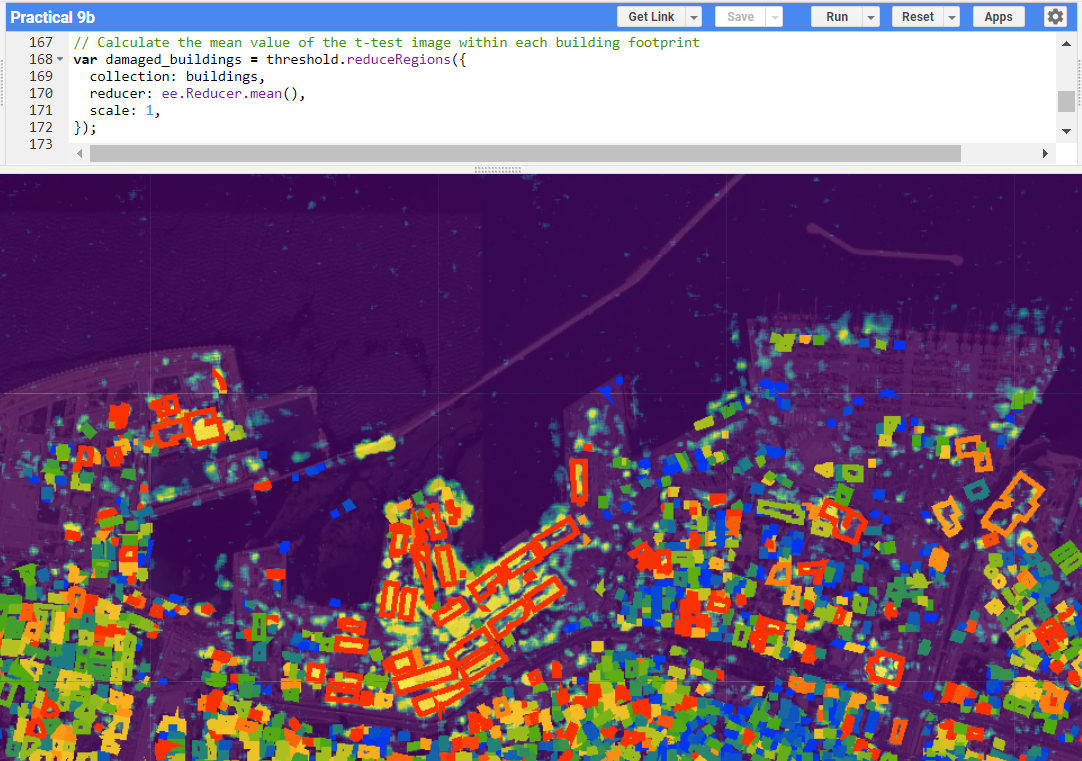 Practical 9b
Get Link
Save
Run
Reset
Apps
167 // Calculate the mean value of the t-test image within each building footprint
168 var damaged_buildings = threshold.reduceRegions({
169 collection: buildings,
170 reducer: ee.Reducer.mean(),
171 scale: 1,
172 });
173